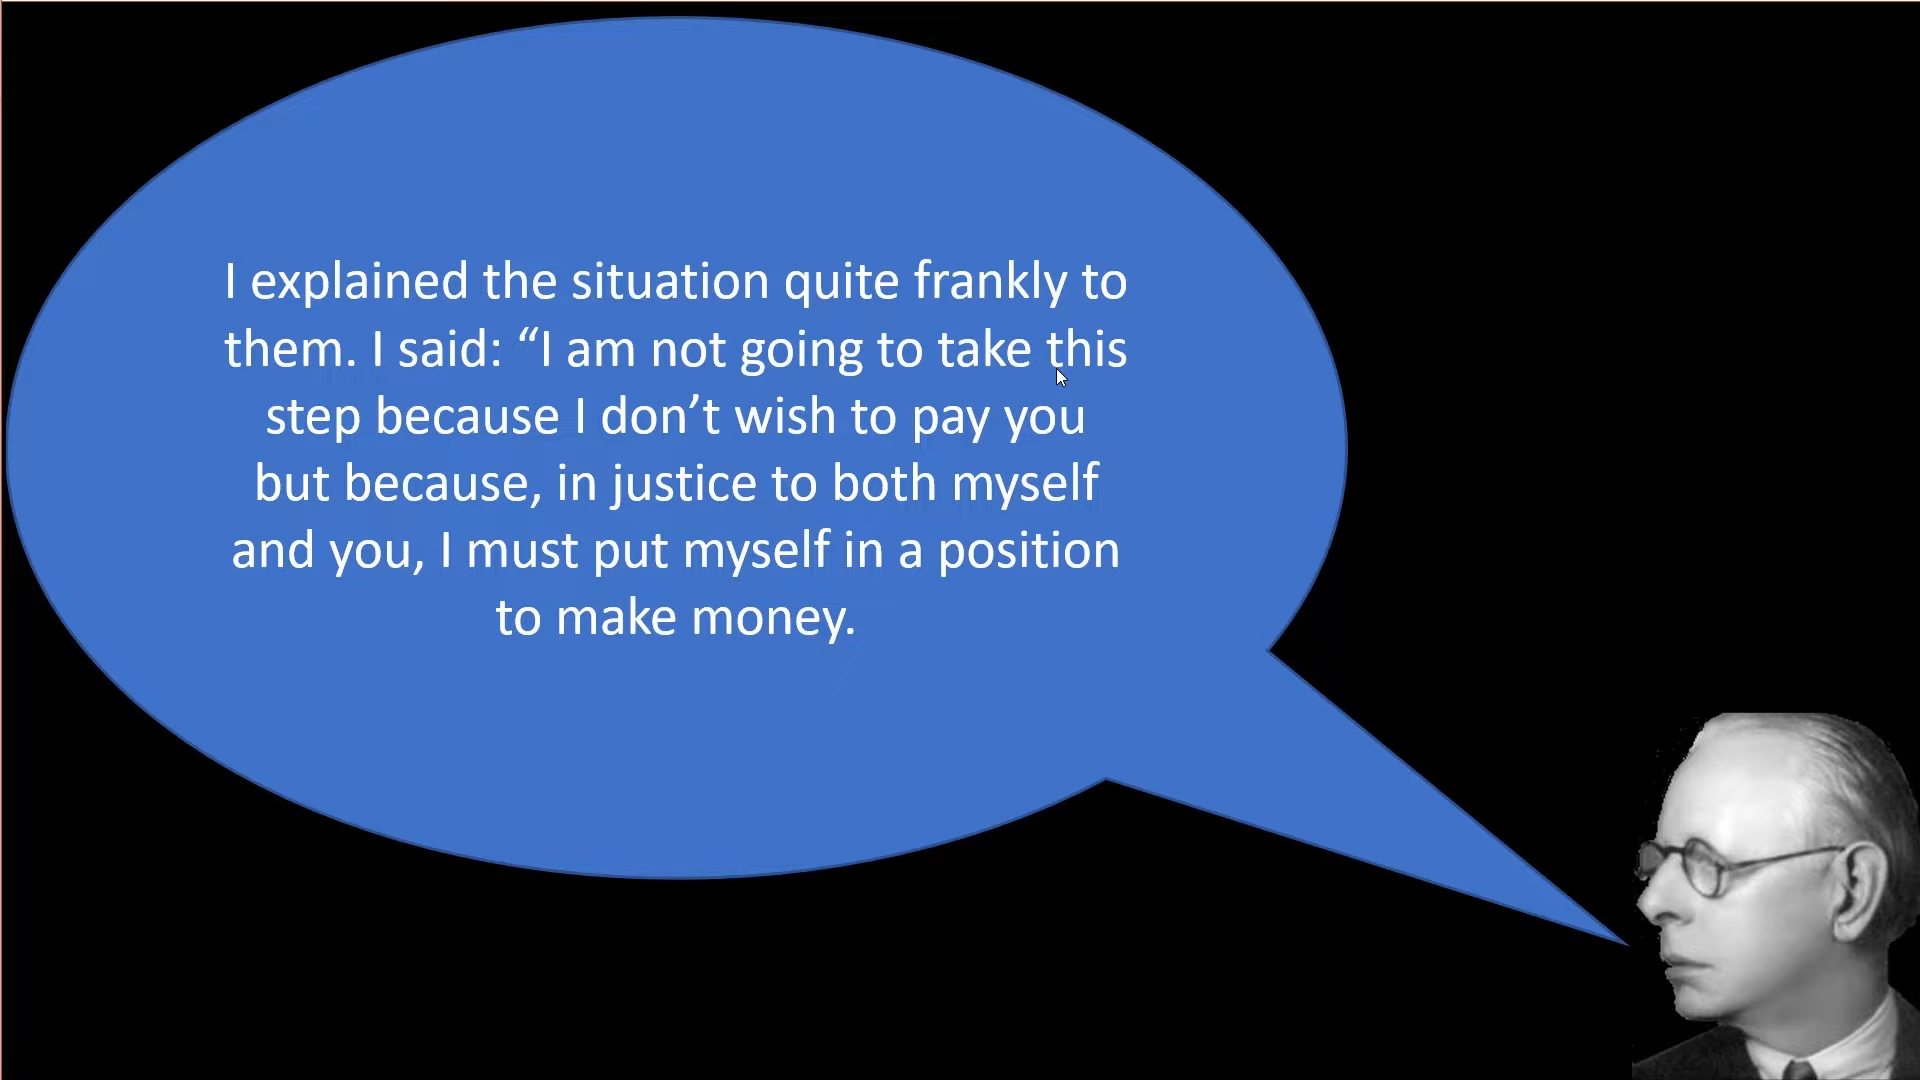 I explained the situation quite frankly to
them. I said: “I am not going to take this
step because I don’t wish to pay you
but because, in justice to both myself
and you, I must put myself in a position
to make money.